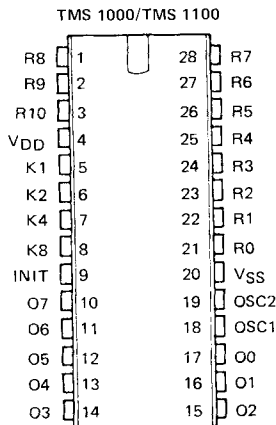 TMS 1000/TMS 1100
R8 1 28 R7
R9 2 27 R6
R10 3 26 R5
VDD 4 25 R4
K1 5 24 R3
K2 6 23 R2
K4 7 22 R1
K8 8 21 R0
INIT 9 20 VSS
O7 10 19 OSC2
O6 11 18 OSC1
O5 12 17 O0
O4 13 16 O1
O3 14 15 O2